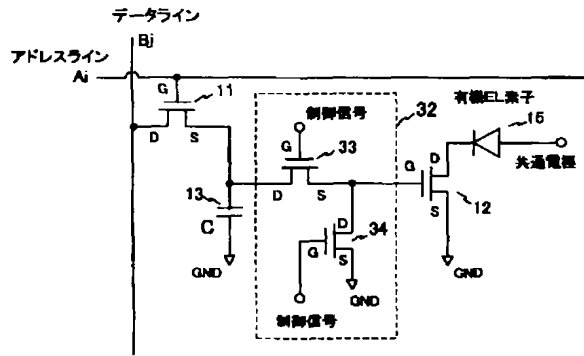 データライン
Bj
アドレスライン
Ai
G
11
D
S
制御信号
32
G
33
D
S
有機EL素子
15
共通電極
G
D
S
12
13
C
D
G
S
34
GND
GND
GND
制御信号